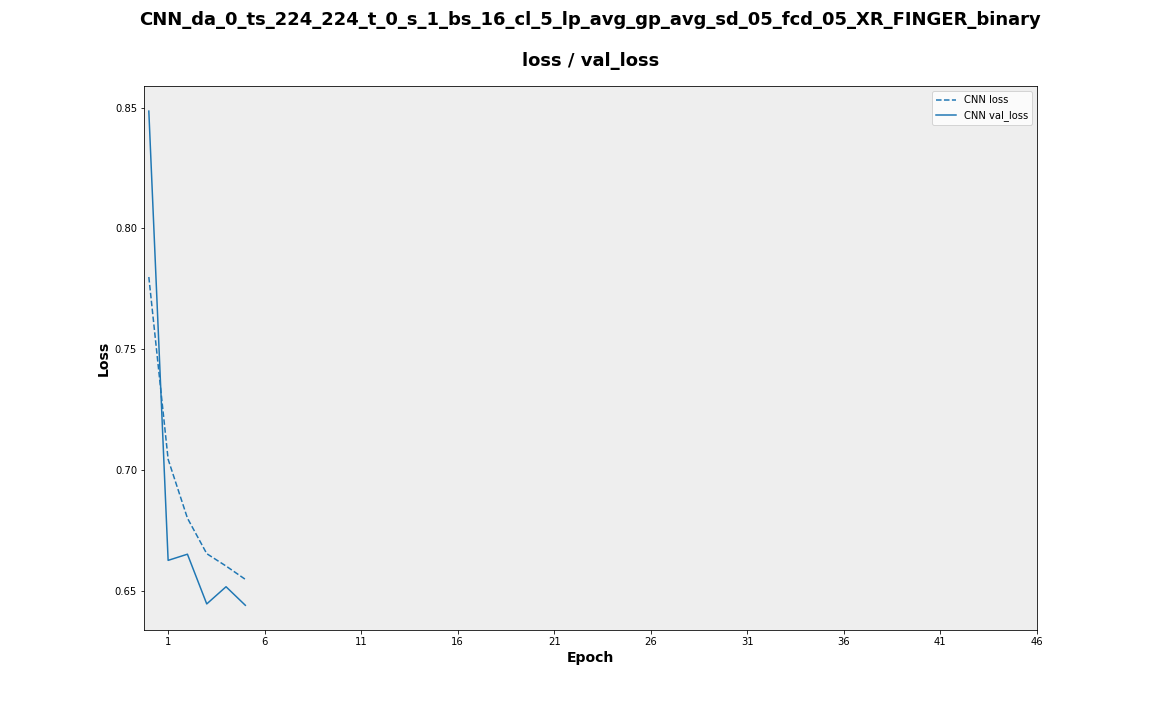 CNN_da_0_ts_224_224_t_0_s_1_bs_16_cl_5_lp_avg_gp_avg_sd_05_fcd_05_XR_FINGER_binary
loss / val_loss
CNN loss
CNN val_loss
0.85
0.80
0.75
0.70
0.65
Loss
1 6 11 16 21 26 31 36 41 46
Epoch